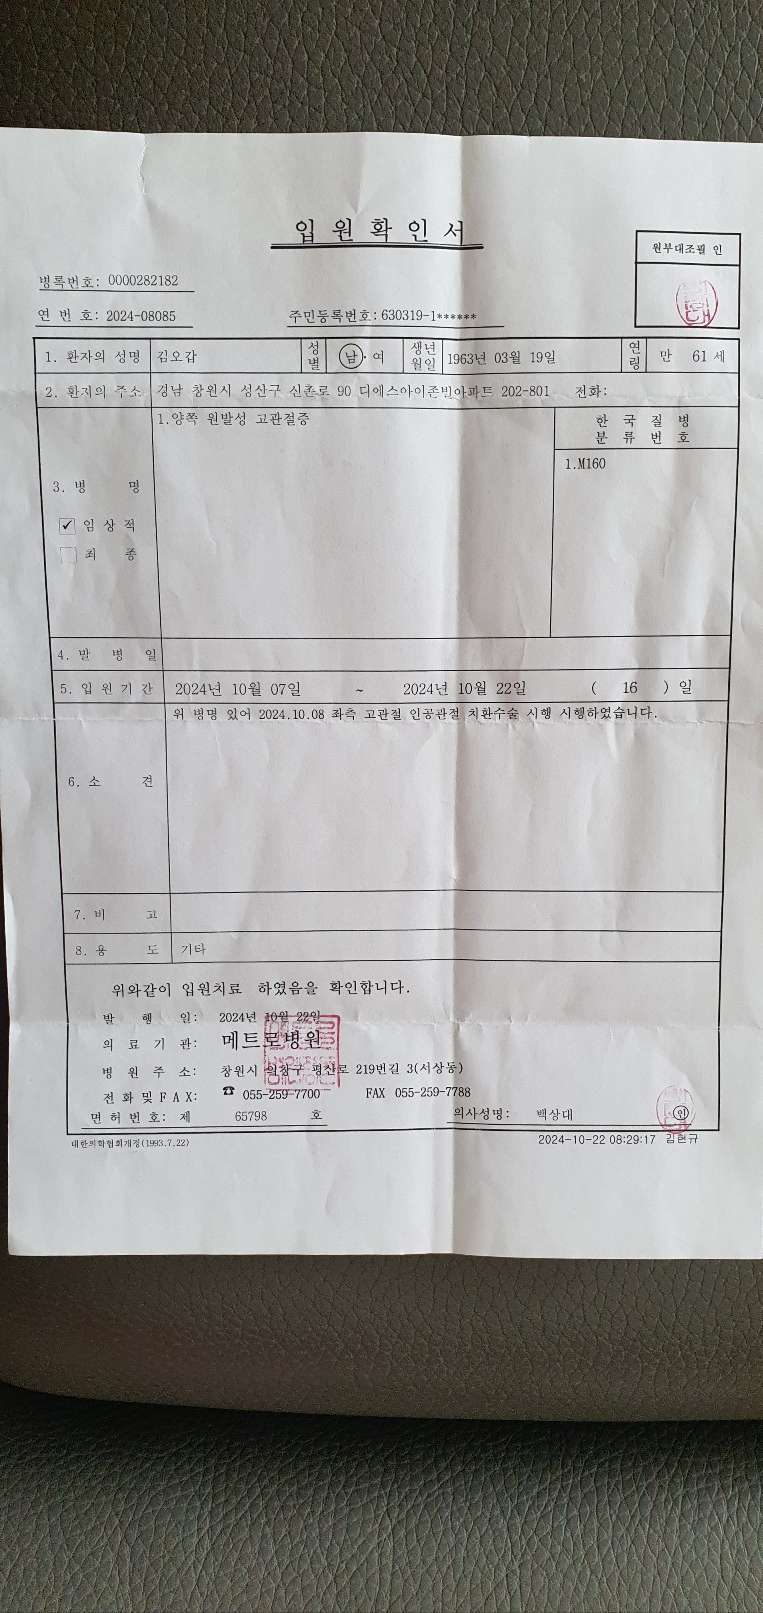 입 원 확 인 서
원부대조필 인
병록번호: 0000282182
연 번 호: 2024-08085
주민등록번호: 630319-1******
1. 환자의 성명 김오갑 성별 남·여 생년월일 1963년 03월 19일 연령 만 61 세
2. 환자의 주소 경남 창원시 성산구 신촌로 90 디에스아이존빌아파트 202-801 전화:
3. 병 명
✔ 임 상 적
최 종
1.양쪽 원발성 고관절증
한 국 질 병
분 류 번 호
1.M160
4. 발 병 일
5. 입 원 기 간 2024년 10월 07일 ~ 2024년 10월 22일 ( 16 ) 일
6. 소 견
위 병명 있어 2024.10.08 좌측 고관절 인공관절 치환수술 시행 시행하였습니다.
7. 비 고
8. 용 도 기타
위와같이 입원치료 하였음을 확인합니다.
발 행 일: 2024년 10월 22일
의 료 기 관: 메트로병원
병 원 주 소: 창원시 의창구 평산로 219번길 3(서상동)
전 화 및 F A X: ☎ 055-259-7700 FAX 055-259-7788
면 허 번 호: 제 65798 호 의사성명: 백상대 인
대한의학협회개정(1993.7.22)
2024-10-22 08:29:17 김현규